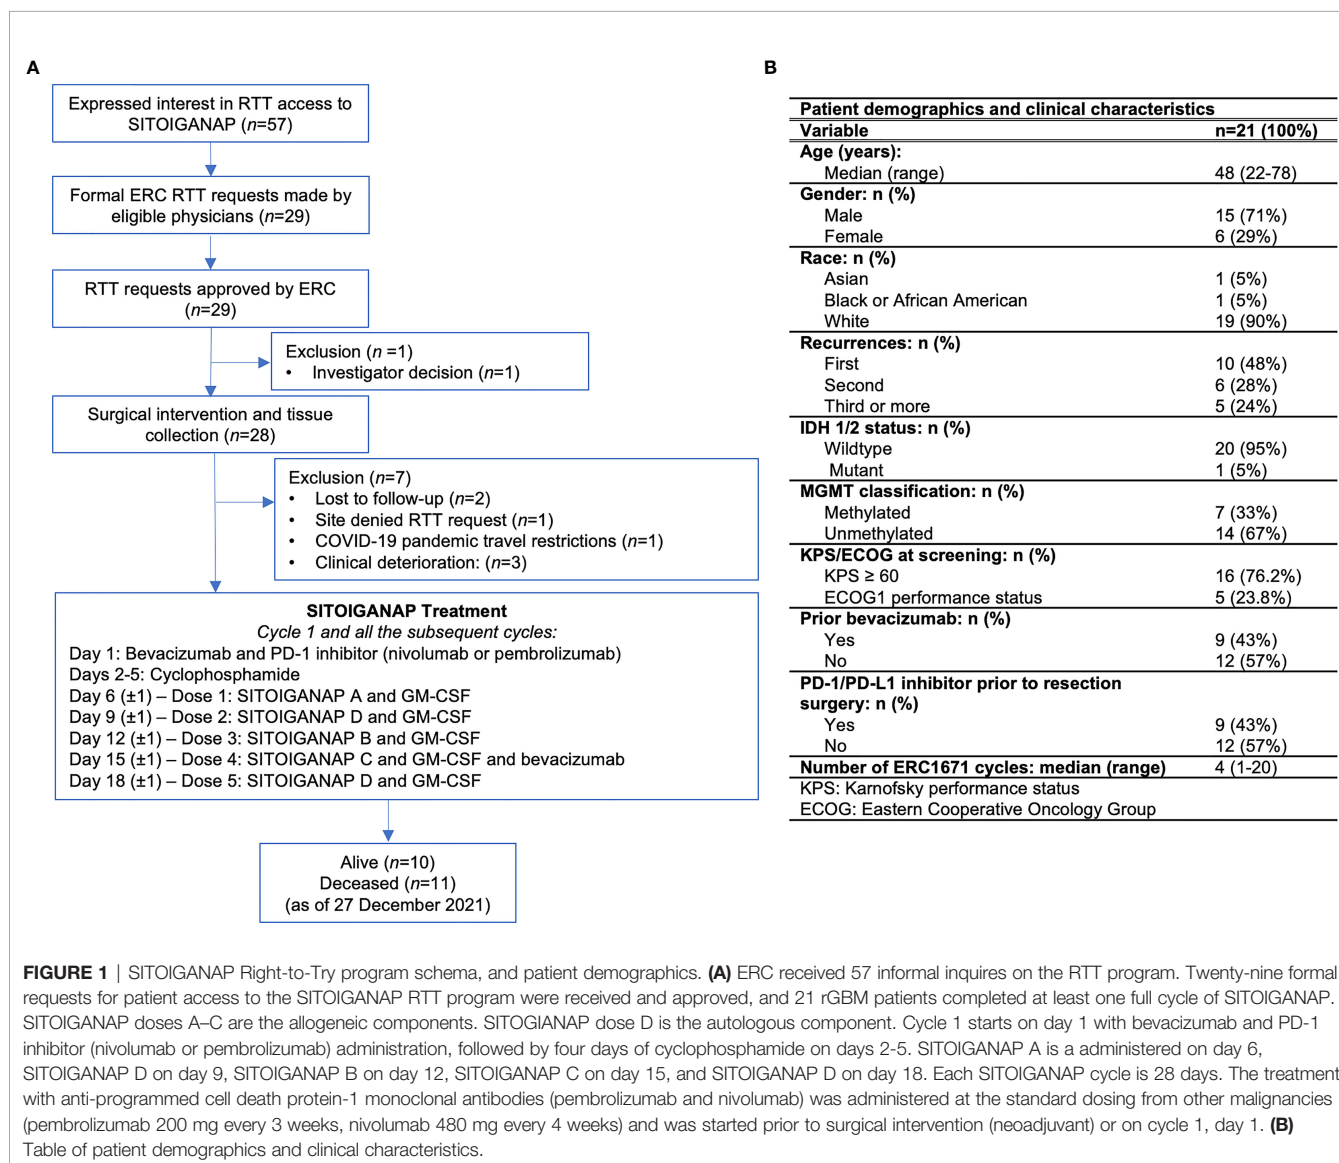 A
Expressed interest in RTT access to
SITOIGANAP (n=57)
Formal ERC RTT requests made by
eligible physicians (n=29)
RTT requests approved by ERC
(n=29)
Exclusion (n =1)
• Investigator decision (n=1)
Surgical intervention and tissue
collection (n=28)
Exclusion (n=7)
• Lost to follow-up (n=2)
• Site denied RTT request (n=1)
• COVID-19 pandemic travel restrictions (n=1)
• Clinical deterioration: (n=3)
SITOIGANAP Treatment
Cycle 1 and all the subsequent cycles:
Day 1: Bevacizumab and PD-1 inhibitor (nivolumab or pembrolizumab)
Days 2-5: Cyclophosphamide
Day 6 (±1) – Dose 1: SITOIGANAP A and GM-CSF
Day 9 (±1) – Dose 2: SITOIGANAP D and GM-CSF
Day 12 (±1) – Dose 3: SITOIGANAP B and GM-CSF
Day 15 (±1) – Dose 4: SITOIGANAP C and GM-CSF and bevacizumab
Day 18 (±1) – Dose 5: SITOIGANAP D and GM-CSF
Alive (n=10)
Deceased (n=11)
(as of 27 December 2021)
B
Patient demographics and clinical characteristics
Variable n=21 (100%)
Age (years):
Median (range) 48 (22-78)
Gender: n (%)
Male 15 (71%)
Female 6 (29%)
Race: n (%)
Asian 1 (5%)
Black or African American 1 (5%)
White 19 (90%)
Recurrences: n (%)
First 10 (48%)
Second 6 (28%)
Third or more 5 (24%)
IDH 1/2 status: n (%)
Wildtype 20 (95%)
Mutant 1 (5%)
MGMT classification: n (%)
Methylated 7 (33%)
Unmethylated 14 (67%)
KPS/ECOG at screening: n (%)
KPS ≥ 60 16 (76.2%)
ECOG1 performance status 5 (23.8%)
Prior bevacizumab: n (%)
Yes 9 (43%)
No 12 (57%)
PD-1/PD-L1 inhibitor prior to resection
surgery: n (%)
Yes 9 (43%)
No 12 (57%)
Number of ERC1671 cycles: median (range) 4 (1-20)
KPS: Karnofsky performance status
ECOG: Eastern Cooperative Oncology Group
FIGURE 1 | SITOIGANAP Right-to-Try program schema, and patient demographics. (A) ERC received 57 informal inquires on the RTT program. Twenty-nine formal
requests for patient access to the SITOIGANAP RTT program were received and approved, and 21 rGBM patients completed at least one full cycle of SITOIGANAP.
SITOIGANAP doses A–C are the allogeneic components. SITOGIANAP dose D is the autologous component. Cycle 1 starts on day 1 with bevacizumab and PD-1
inhibitor (nivolumab or pembrolizumab) administration, followed by four days of cyclophosphamide on days 2-5. SITOIGANAP A is a administered on day 6,
SITOIGANAP D on day 9, SITOIGANAP B on day 12, SITOIGANAP C on day 15, and SITOIGANAP D on day 18. Each SITOIGANAP cycle is 28 days. The treatment
with anti-programmed cell death protein-1 monoclonal antibodies (pembrolizumab and nivolumab) was administered at the standard dosing from other malignancies
(pembrolizumab 200 mg every 3 weeks, nivolumab 480 mg every 4 weeks) and was started prior to surgical intervention (neoadjuvant) or on cycle 1, day 1. (B)
Table of patient demographics and clinical characteristics.